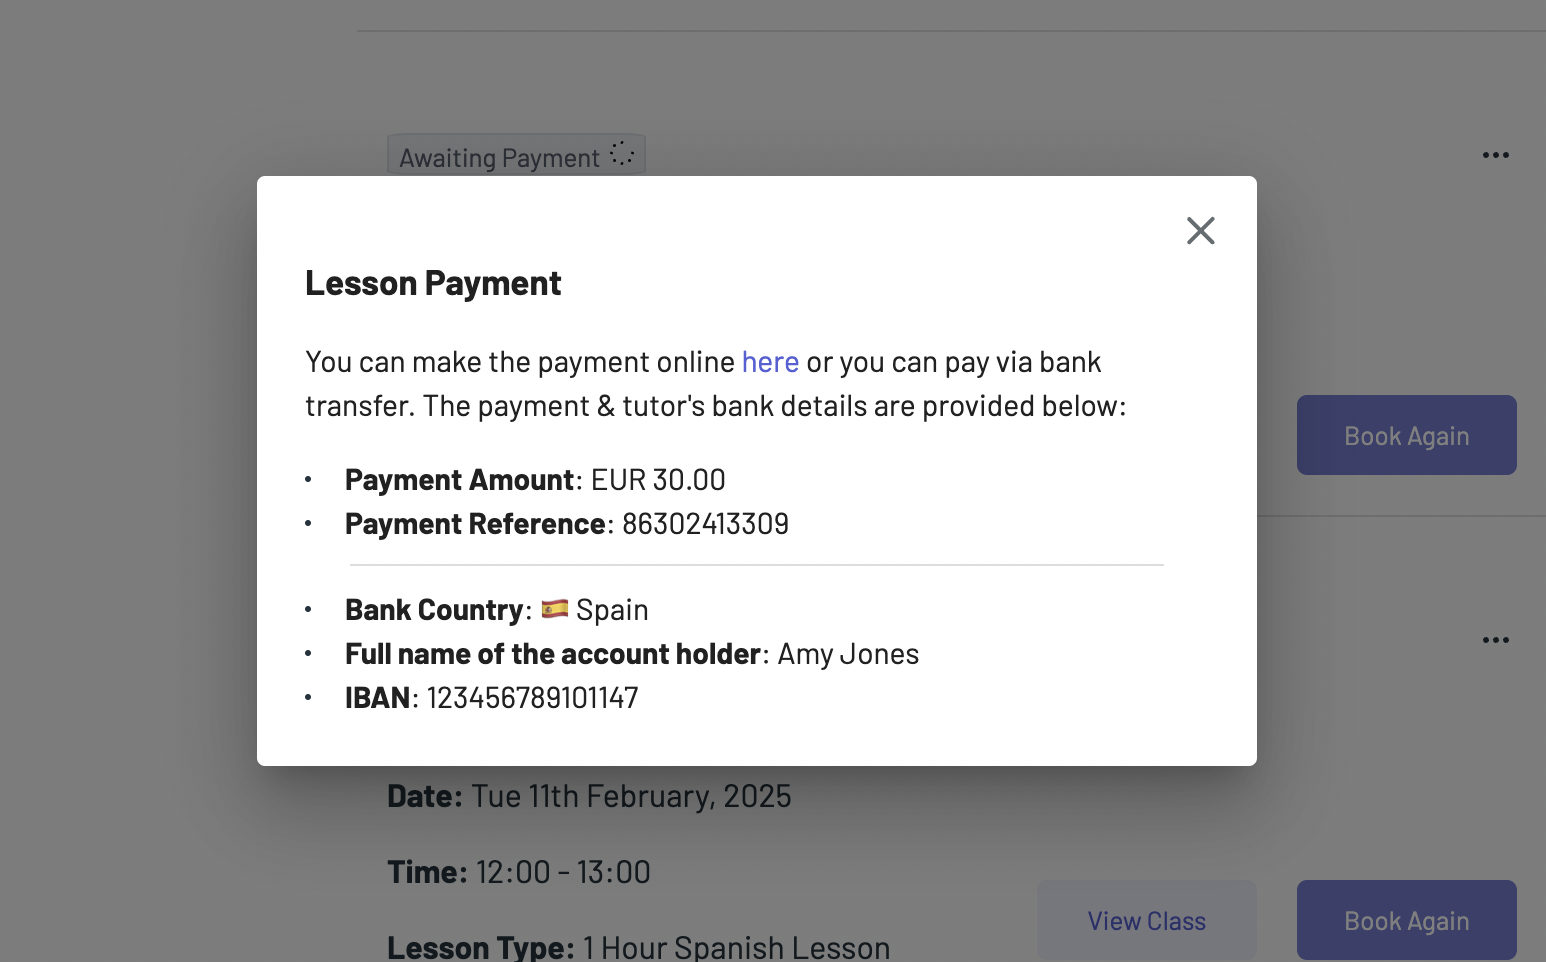 Awaiting Payment
Lesson Payment
You can make the payment online here or you can pay via bank
transfer. The payment & tutor's bank details are provided below:
• Payment Amount: EUR 30.00
• Payment Reference: 86302413309
• Bank Country: 🇪🇸 Spain
• Full name of the account holder: Amy Jones
• IBAN: 123456789101147
Book Again
Date: Tue 11th February, 2025
Time: 12:00 - 13:00
Lesson Type: 1 Hour Spanish Lesson
View Class
Book Again